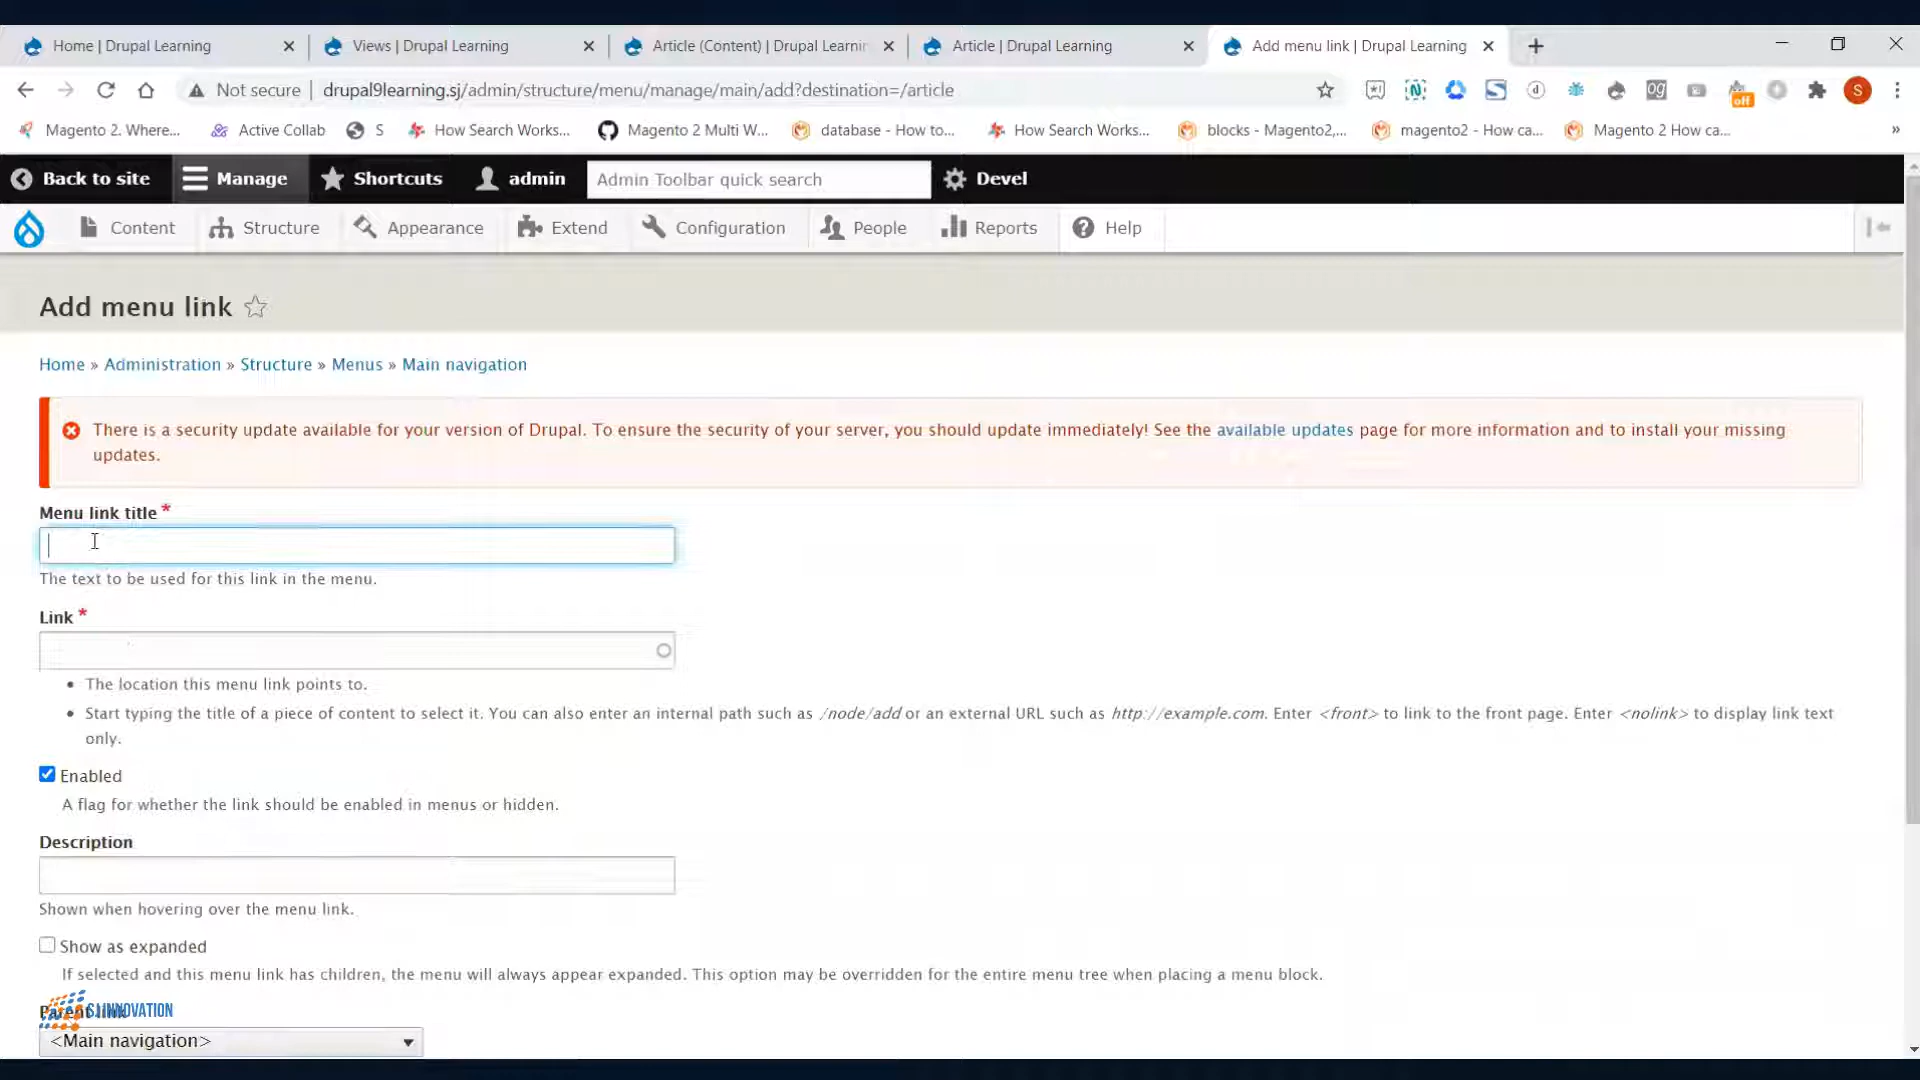 Home | Drupal Learning
Views | Drupal Learning
Article (Content) | Drupal Learnin
Article | Drupal Learning
Add menu link | Drupal Learning
Not secure | drupal9learning.sj/admin/structure/menu/manage/main/add?destination=/article
og
off
S
Magento 2. Where...
Active Collab
S
How Search Works...
Magento 2 Multi W...
database - How to...
How Search Works...
blocks - Magento2,...
magento2 - How ca...
Magento 2 How ca...
»
Back to site
Manage
Shortcuts
admin
Admin Toolbar quick search
Devel
Content
Structure
Appearance
Extend
Configuration
People
Reports
Help
Add menu link
Home » Administration » Structure » Menus » Main navigation
There is a security update available for your version of Drupal. To ensure the security of your server, you should update immediately! See the available updates page for more information and to install your missing
updates.
Menu link title *
The text to be used for this link in the menu.
Link *
• The location this menu link points to.
• Start typing the title of a piece of content to select it. You can also enter an internal path such as /node/add or an external URL such as http://example.com. Enter <front> to link to the front page. Enter <nolink> to display link text
only.
Enabled
A flag for whether the link should be enabled in menus or hidden.
Description
Shown when hovering over the menu link.
Show as expanded
If selected and this menu link has children, the menu will always appear expanded. This option may be overridden for the entire menu tree when placing a menu block.
Parent link
SJ INNOVATION
<Main navigation>